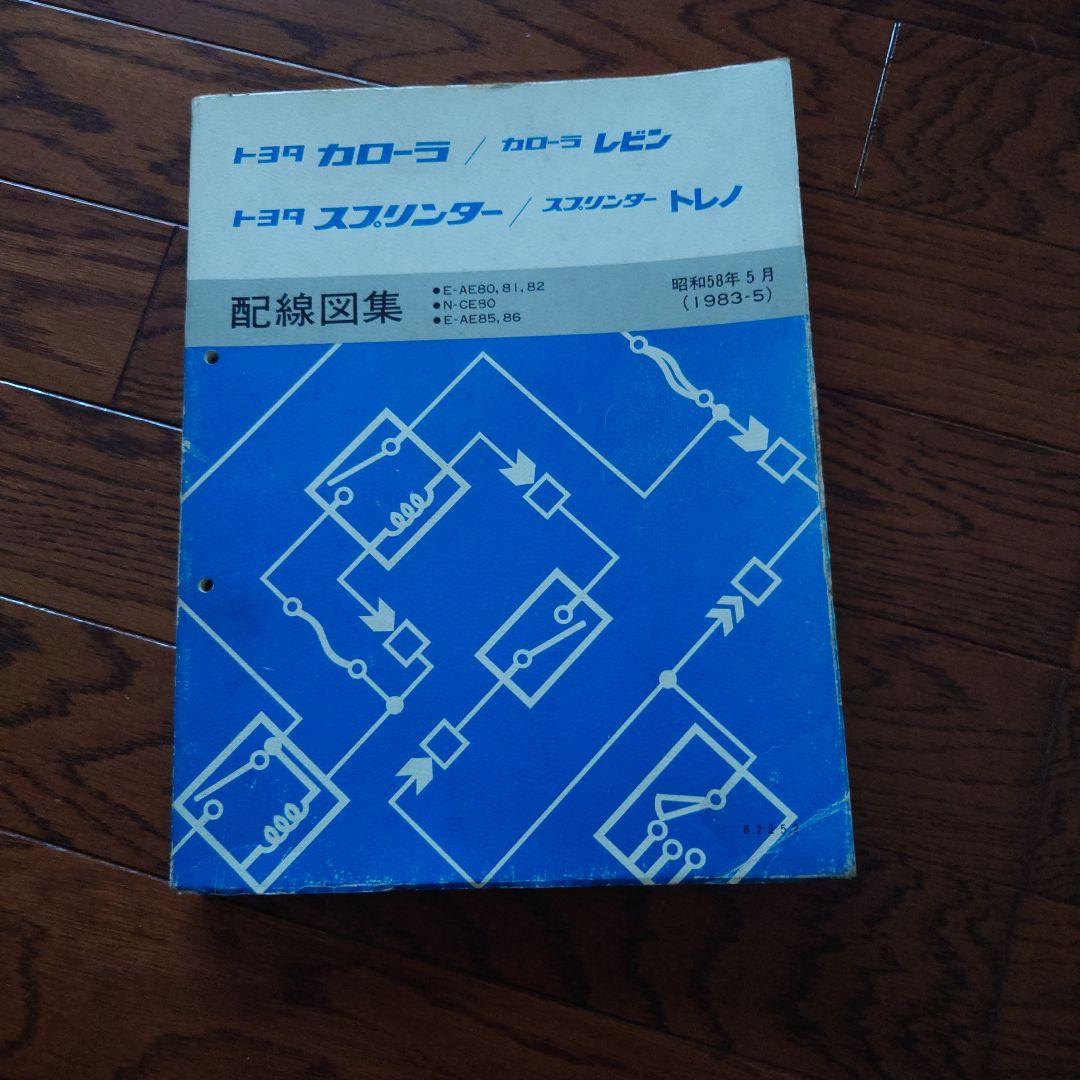 トヨタ カローラ / カローラ レビン
トヨタ スプリンター / スプリンター トレノ
配線図集
●E-AE80,81,82
●N-CE80
●E-AE85,86
昭和58年5月
(1983-5)
62252